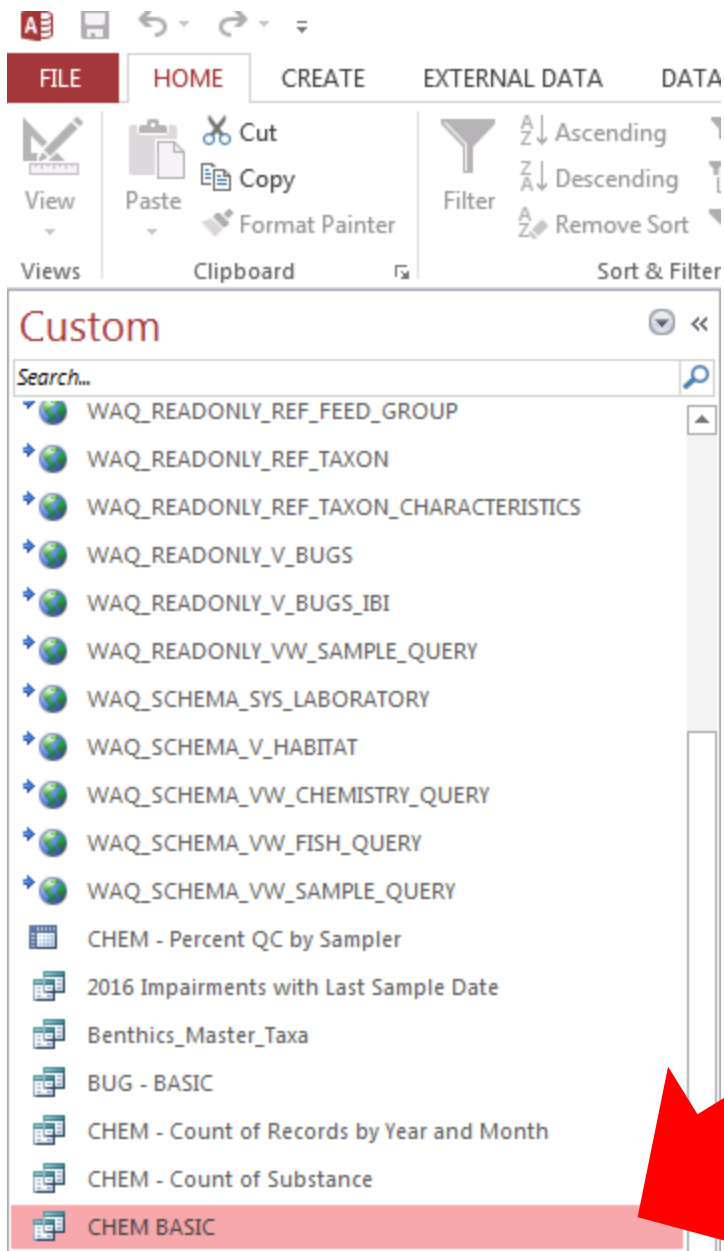 FILE HOME CREATE EXTERNAL DATA DATA
Cut
Copy
Format Painter
View
Paste
Filter
Ascending
Descending
Remove Sort
Views Clipboard Sort & Filter
Custom
Search...
WAQ_READONLY_REF_FEED_GROUP
WAQ_READONLY_REF_TAXON
WAQ_READONLY_REF_TAXON_CHARACTERISTICS
WAQ_READONLY_V_BUGS
WAQ_READONLY_V_BUGS_IBI
WAQ_READONLY_VW_SAMPLE_QUERY
WAQ_SCHEMA_SYS_LABORATORY
WAQ_SCHEMA_V_HABITAT
WAQ_SCHEMA_VW_CHEMISTRY_QUERY
WAQ_SCHEMA_VW_FISH_QUERY
WAQ_SCHEMA_VW_SAMPLE_QUERY
CHEM - Percent QC by Sampler
2016 Impairments with Last Sample Date
Benthics_Master_Taxa
BUG - BASIC
CHEM - Count of Records by Year and Month
CHEM - Count of Substance
CHEM BASIC